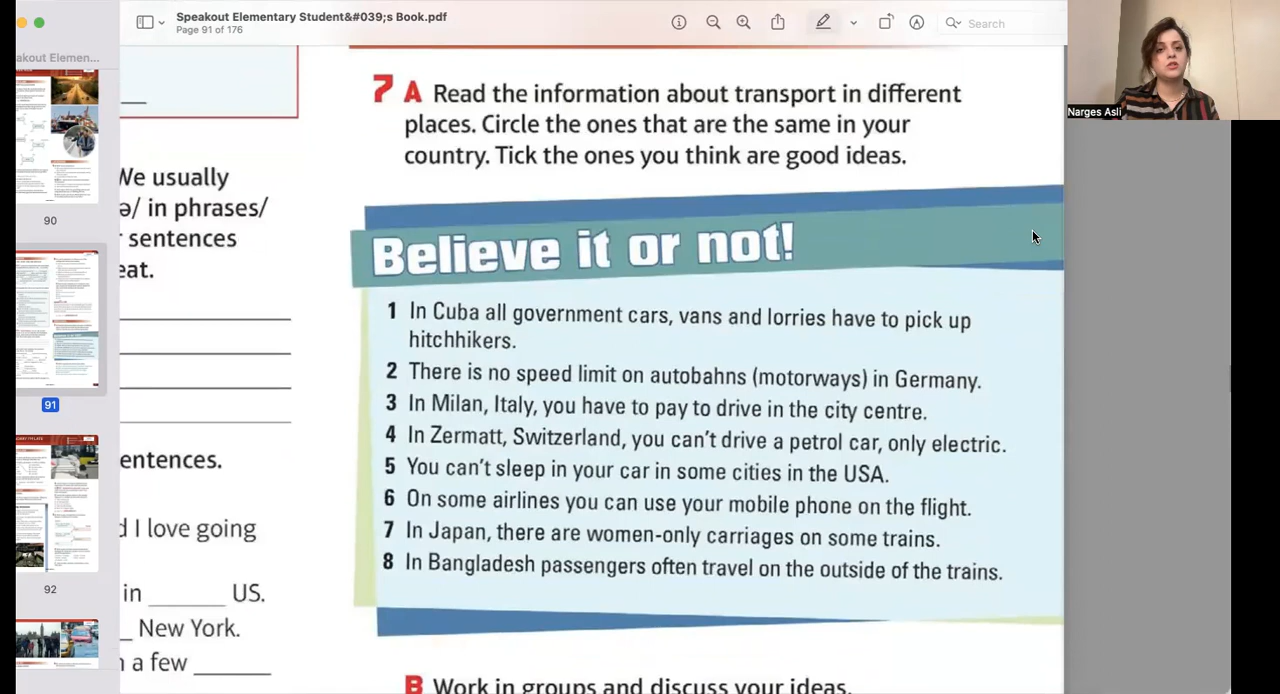 Speakout Elementary Student&#039;s Book.pdf
Page 91 of 176
Search
Narges Asli
eakout Elemen...
90
91
92
We usually
ə/ in phrases/
sentences
eat.
entences.
d I love going
in ______ US.
New York.
a few ______
7 A Read the information about transport in different
places. Circle the ones that are the same in your
country. Tick the ones you think are good ideas.
Believe it or not!
1 In Cuba all government cars, vans and lorries have to pick up
hitchhikers.
2 There is no speed limit on autobahns (motorways) in Germany.
3 In Milan, Italy, you have to pay to drive in the city centre.
4 In Zermatt, Switzerland, you can't drive a petrol car, only electric.
5 You can't sleep in your car in some cities in the USA.
6 On some airlines you can use your mobile phone on the flight.
7 In Japan, there are women-only carriages on some trains.
8 In Bangladesh passengers often travel on the outside of the trains.
B Work in groups and discuss your ideas.